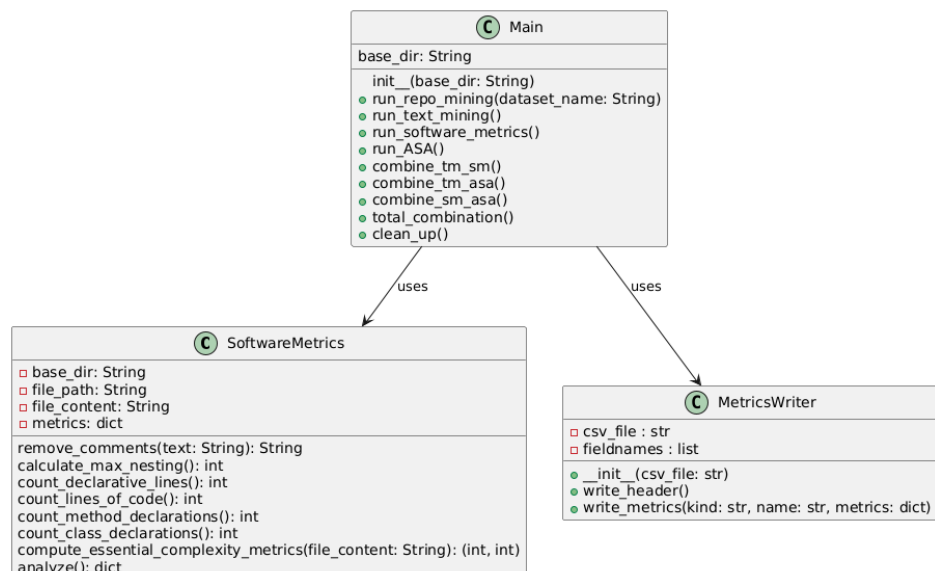 C Main
base_dir: String
init__(base_dir: String)
run_repo_mining(dataset_name: String)
run_text_mining()
run_software_metrics()
run_ASA()
combine_tm_sm()
combine_tm_asa()
combine_sm_asa()
total_combination()
clean_up()
uses
uses
C SoftwareMetrics
base_dir: String
file_path: String
file_content: String
metrics: dict
remove_comments(text: String): String
calculate_max_nesting(): int
count_declarative_lines(): int
count_lines_of_code(): int
count_method_declarations(): int
count_class_declarations(): int
compute_essential_complexity_metrics(file_content: String): (int, int)
analyze(): dict
C MetricsWriter
csv_file : str
fieldnames : list
__init__(csv_file: str)
write_header()
write_metrics(kind: str, name: str, metrics: dict)